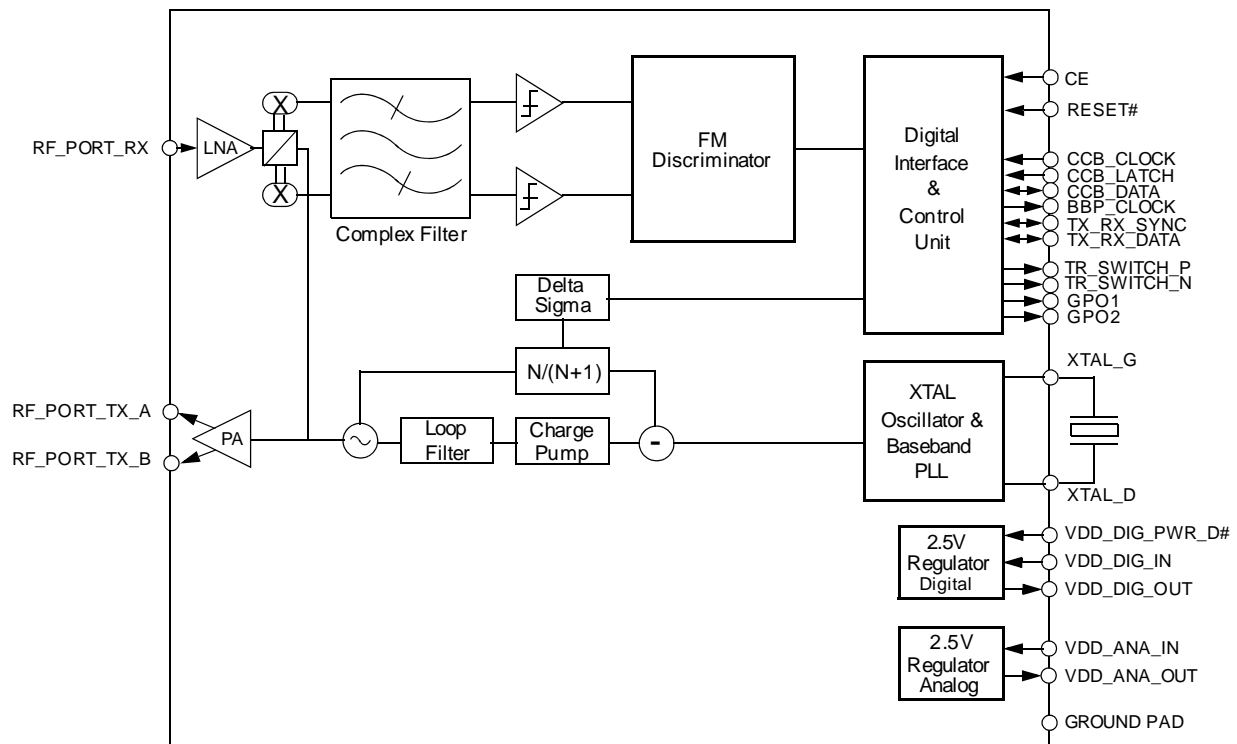 RF_PORT_RX
LNA
X
X
Complex Filter
FM
Discriminator
Digital
Interface
&
Control
Unit
CE
RESET#
CCB_CLOCK
CCB_LATCH
CCB_DATA
BBP_CLOCK
TX_RX_SYNC
TX_RX_DATA
TR_SWITCH_P
TR_SWITCH_N
GPO1
GPO2
Delta
Sigma
N/(N+1)
RF_PORT_TX_A
RF_PORT_TX_B
PA
Loop
Filter
Charge
Pump
-
XTAL
Oscillator &
Baseband
PLL
XTAL_G
XTAL_D
2.5V
Regulator
Digital
VDD_DIG_PWR_D#
VDD_DIG_IN
VDD_DIG_OUT
2.5V
Regulator
Analog
VDD_ANA_IN
VDD_ANA_OUT
GROUND PAD